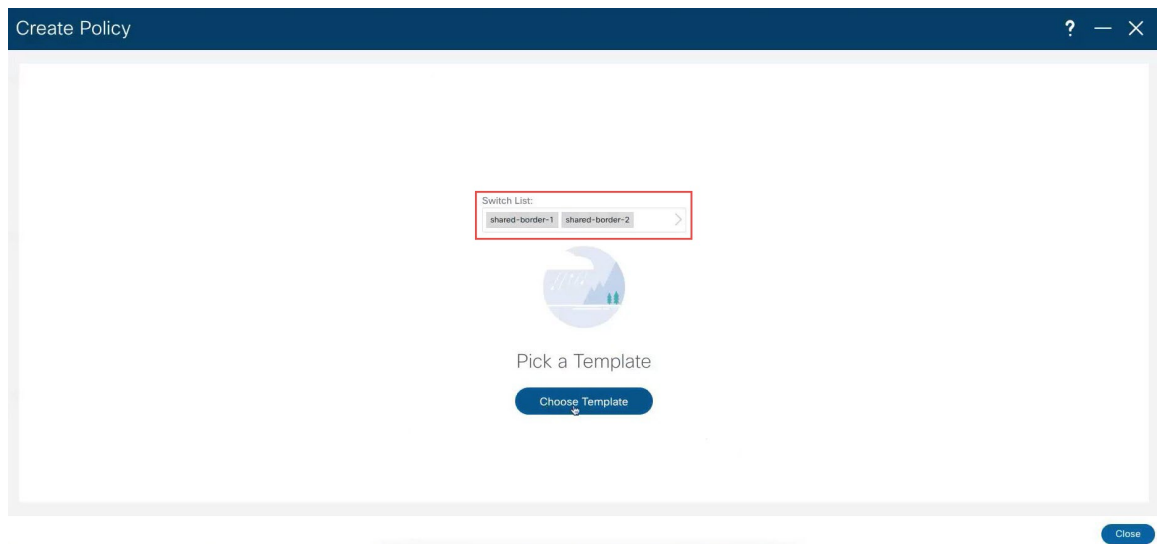 Create Policy
?
Switch List:
shared-border-1 shared-border-2
Pick a Template
Choose Template
Close